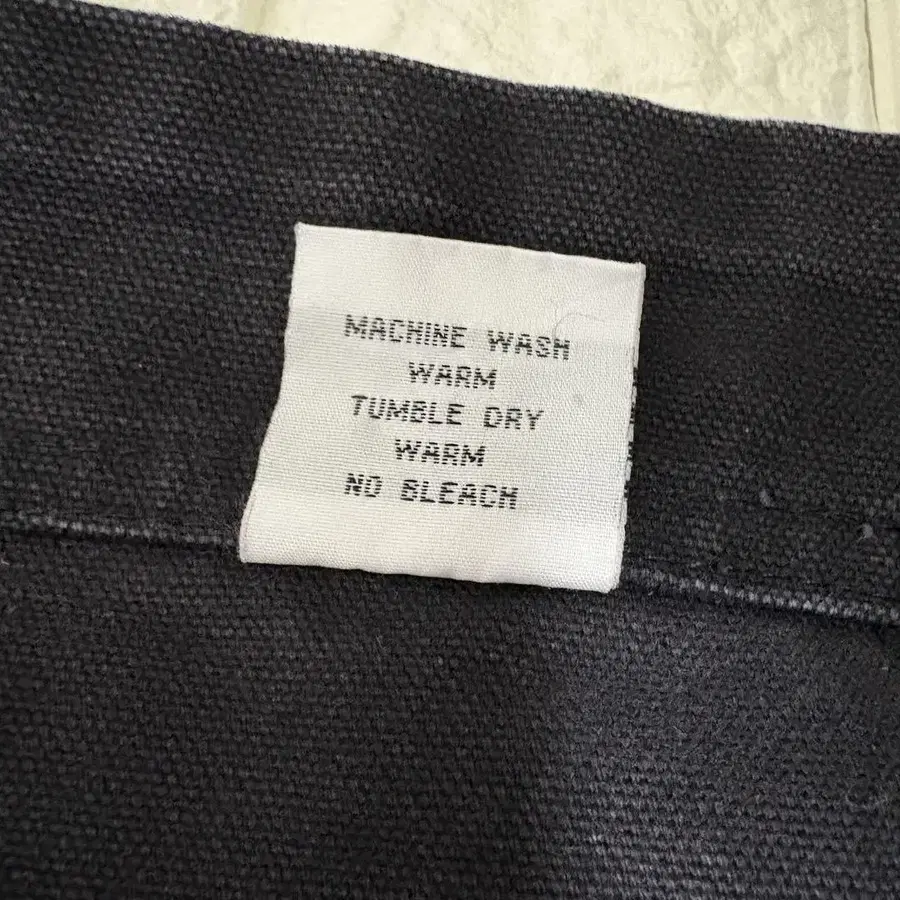 MACHINE WASH
WARM
TUMBLE DRY
WARM
NO BLEACH